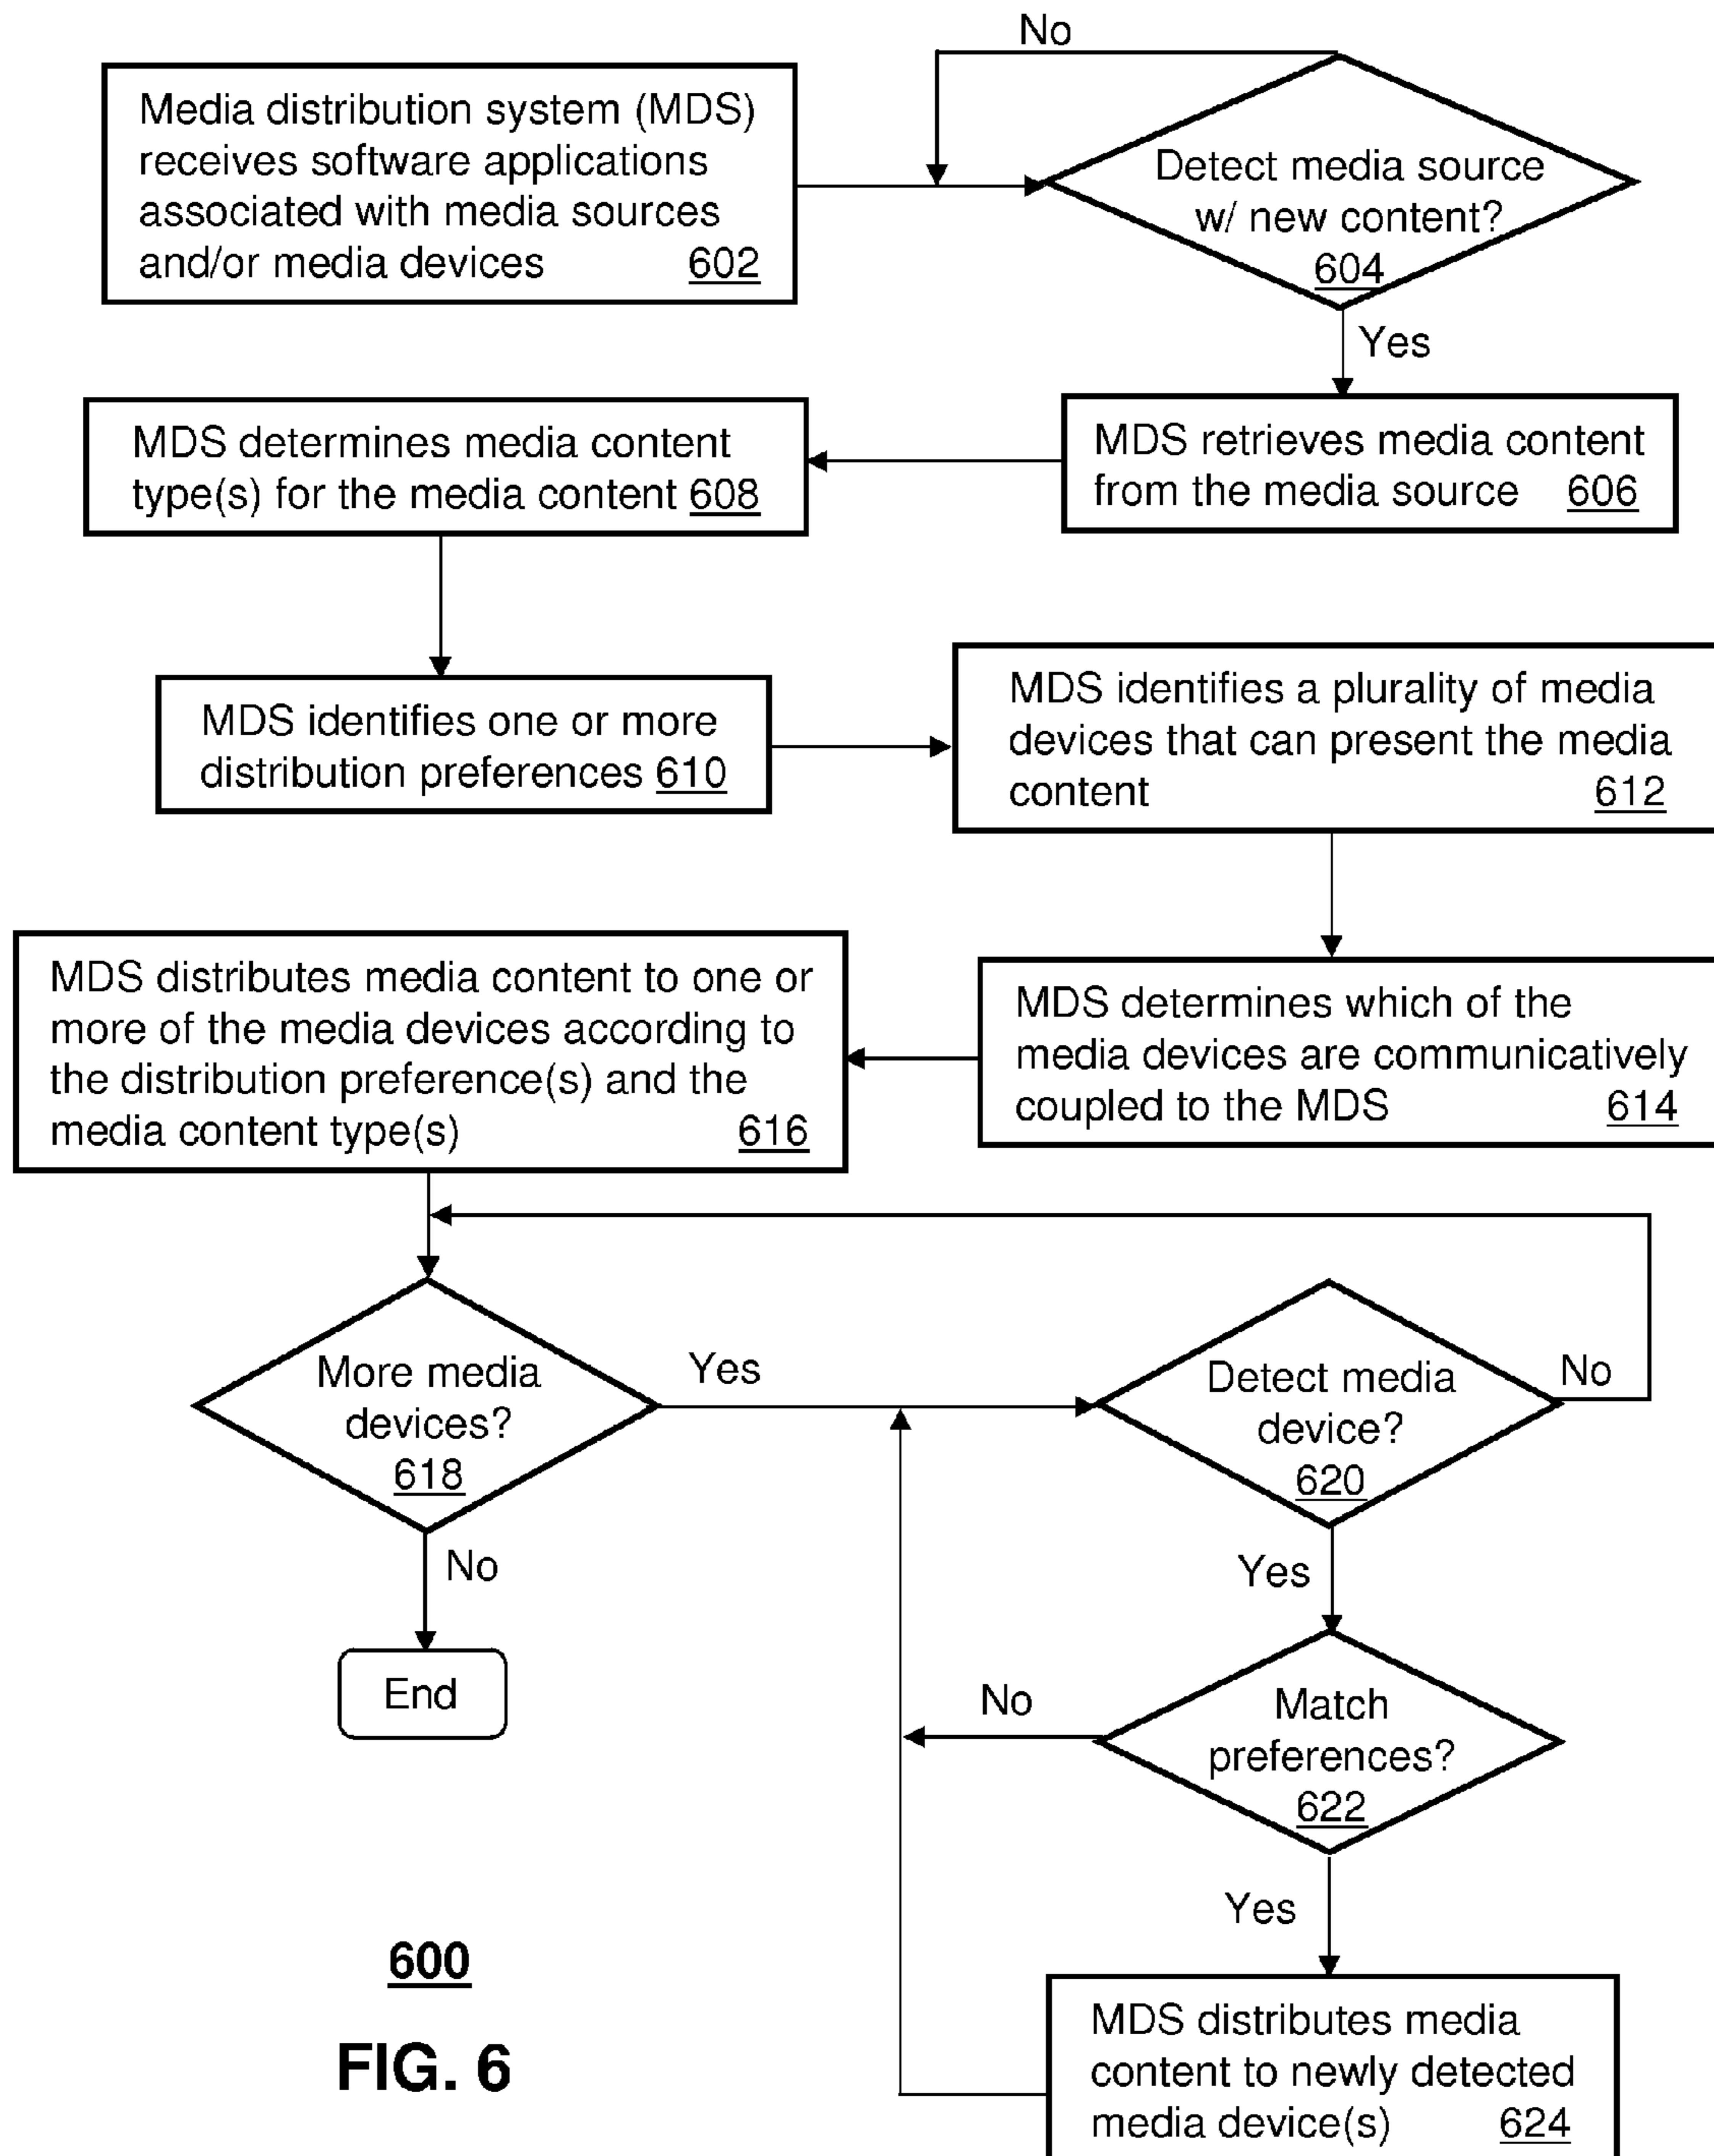 No
Media distribution system (MDS)
receives software applications
associated with media sources
and/or media devices 602
Detect media source
w/ new content?
604
Yes
MDS retrieves media content
from the media source 606
MDS determines media content
type(s) for the media content 608
MDS identifies one or more
distribution preferences 610
MDS identifies a plurality of media
devices that can present the media
content 612
MDS determines which of the
media devices are communicatively
coupled to the MDS 614
MDS distributes media content to one or
more of the media devices according to
the distribution preference(s) and the
media content type(s) 616
More media
devices?
618
Yes
No
End
Detect media
device?
620
No
Yes
Match
preferences?
622
No
Yes
MDS distributes media
content to newly detected
media device(s) 624
600
FIG. 6